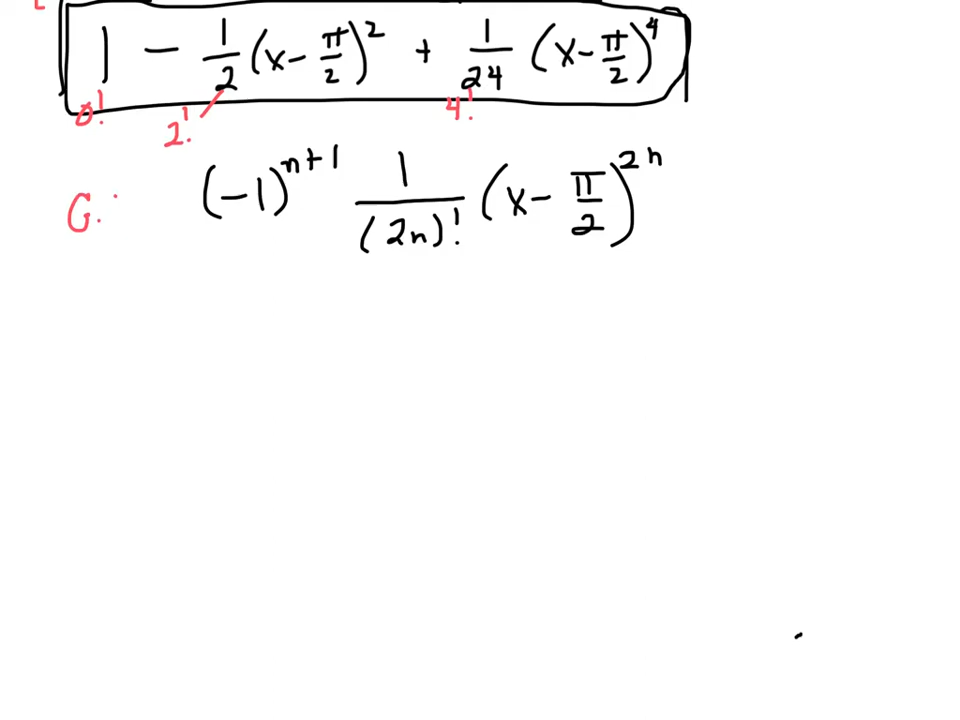 1 - 1/2 (x - π/2)^2 + 1/24 (x - π/2)^4
0! 2! 4!
G: (-1)^(n+1) 1/(2n)! (x - π/2)^(2n)